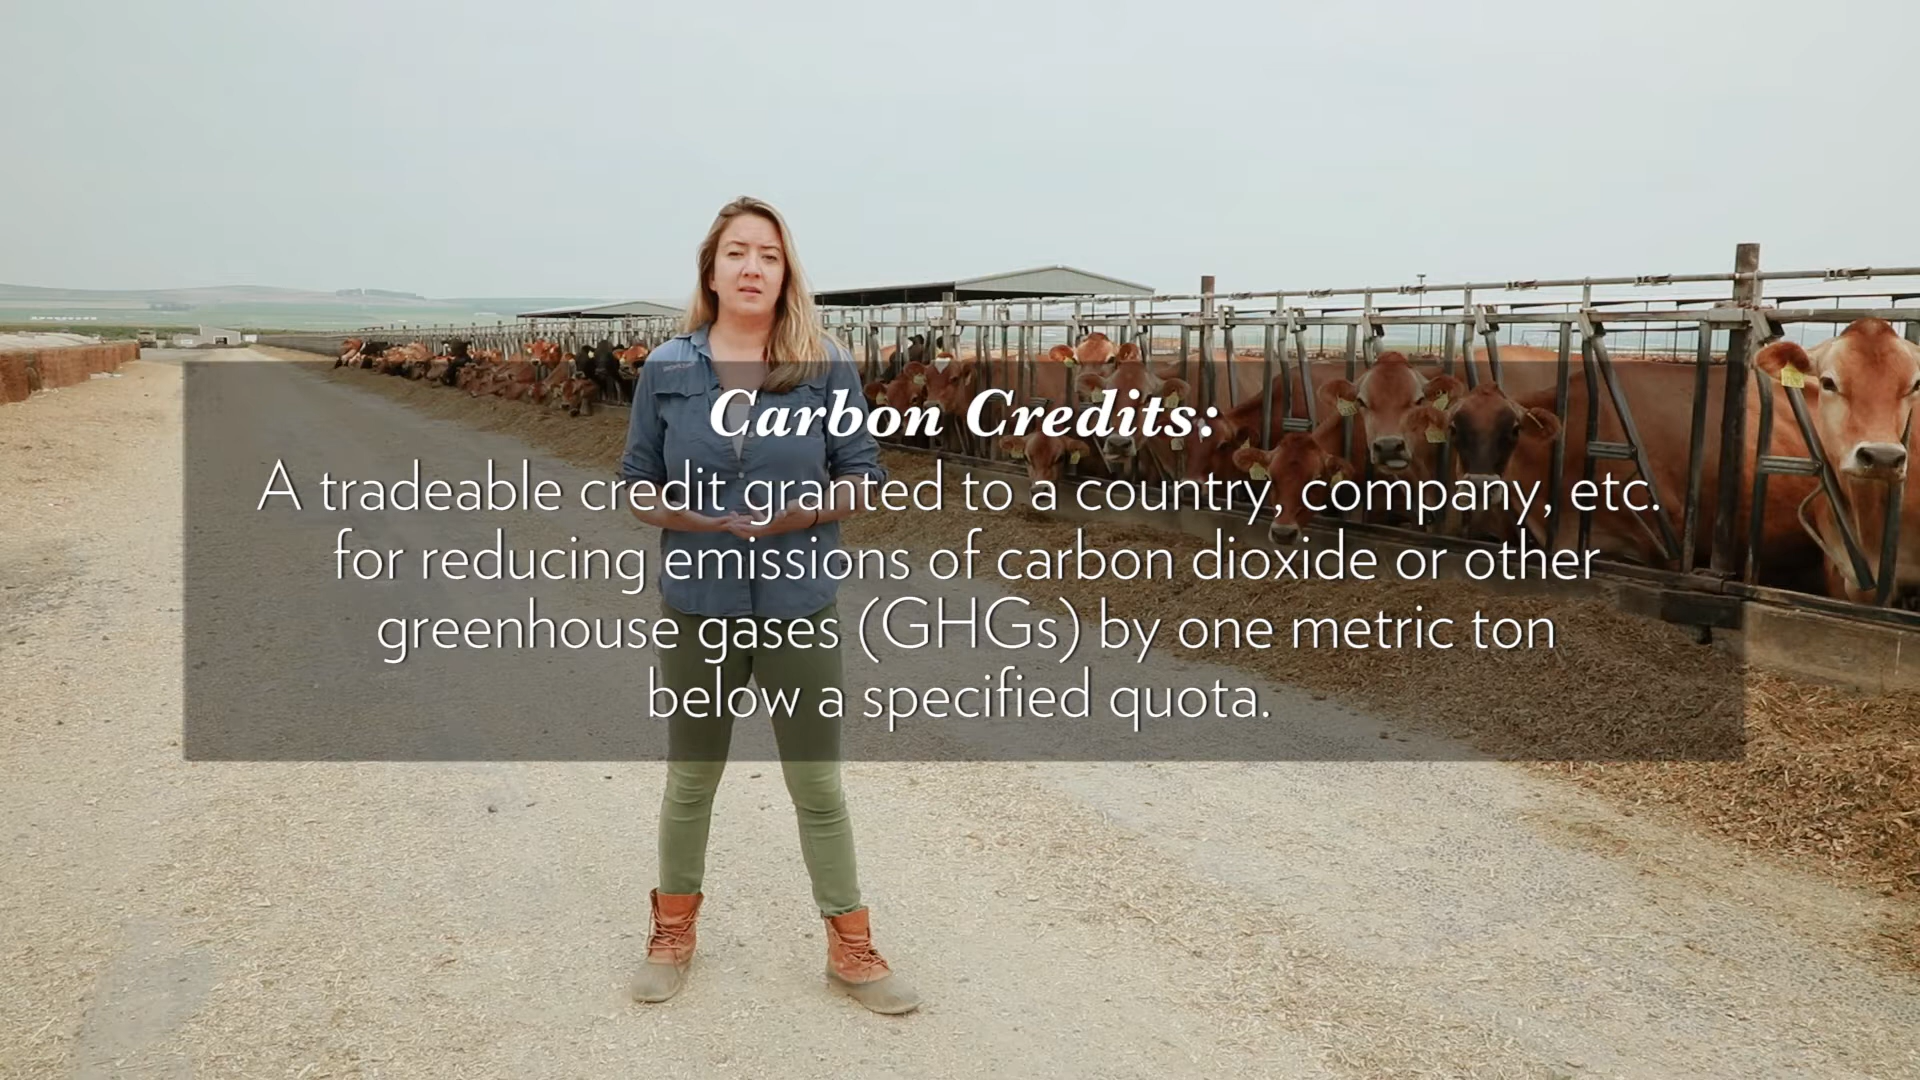 Carbon Credits:
A tradeable credit granted to a country, company, etc.
for reducing emissions of carbon dioxide or other
greenhouse gases (GHGs) by one metric ton
below a specified quota.